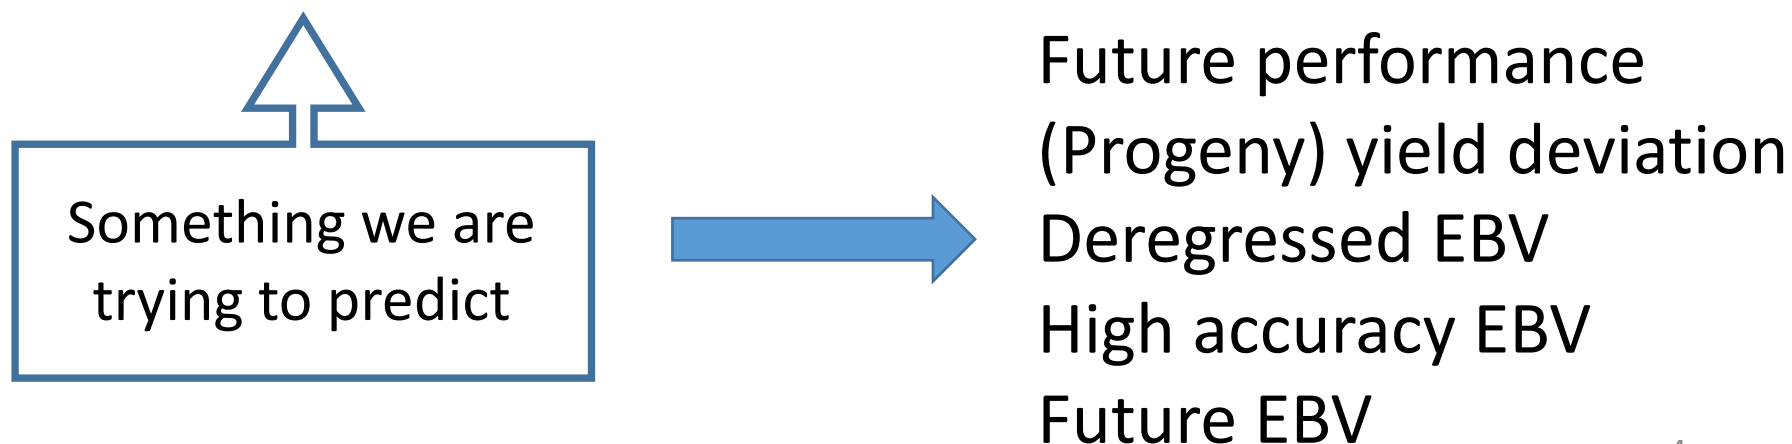 Something we are
trying to predict
Future performance
(Progeny) yield deviation
Deregressed EBV
High accuracy EBV
Future EBV